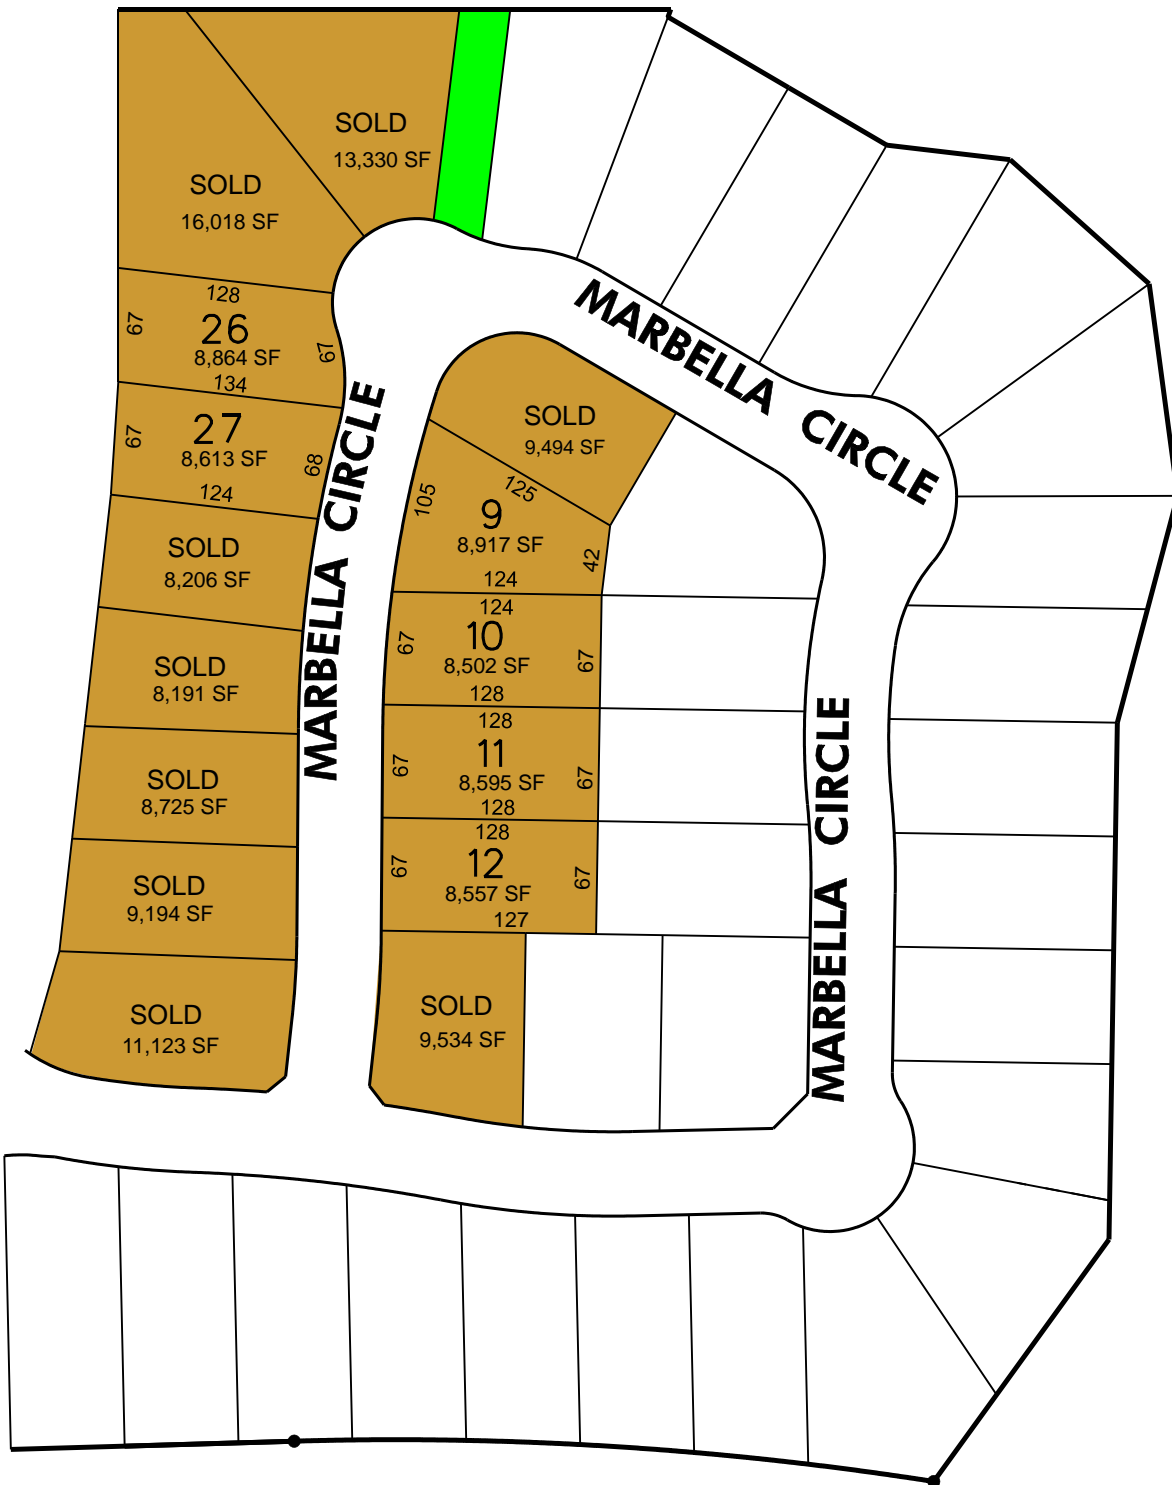 SOLD
13,330 SF
SOLD
16,018 SF
128
67
26
67
8,864 SF
134
67
27
8,613 SF
68
124
SOLD
8,206 SF
SOLD
8,191 SF
SOLD
8,725 SF
SOLD
9,194 SF
SOLD
11,123 SF
MARBELLA CIRCLE
MARBELLA CIRCLE
SOLD
9,494 SF
125
105
9
8,917 SF
42
124
124
10
67
8,502 SF
67
128
128
11
67
8,595 SF
67
128
128
12
67
8,557 SF
67
127
SOLD
9,534 SF
MARBELLA CIRCLE